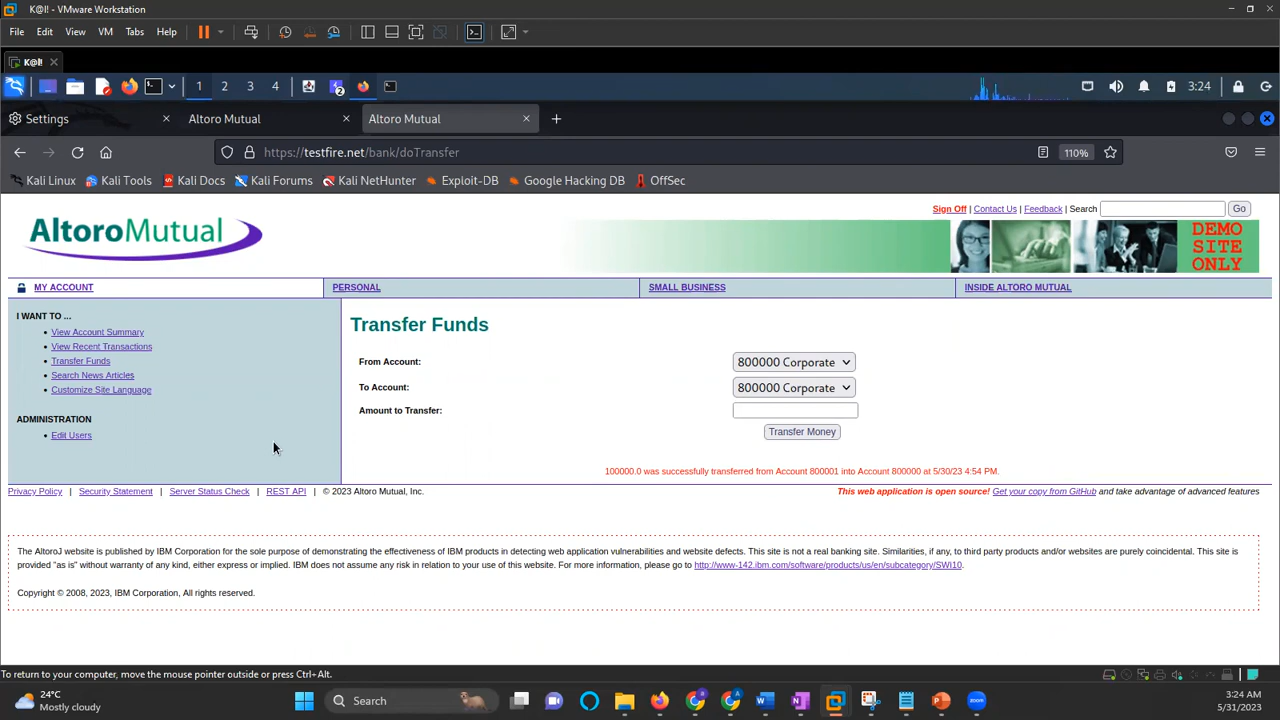 K@l! - VMware Workstation
File Edit View VM Tabs Help
K@l!
1 2 3 4 2 3:24
Settings Altoro Mutual Altoro Mutual
https://testfire.net/bank/doTransfer 110%
Kali Linux Kali Tools Kali Docs Kali Forums Kali NetHunter Exploit-DB Google Hacking DB OffSec
Sign Off | Contact Us | Feedback | Search Go
AltoroMutual
DEMO
SITE
ONLY
MY ACCOUNT PERSONAL SMALL BUSINESS INSIDE ALTORO MUTUAL
I WANT TO ...
• View Account Summary
• View Recent Transactions
• Transfer Funds
• Search News Articles
• Customize Site Language
ADMINISTRATION
• Edit Users
Transfer Funds
From Account: 800000 Corporate
To Account: 800000 Corporate
Amount to Transfer:
Transfer Money
100000.0 was successfully transferred from Account 800001 into Account 800000 at 5/30/23 4:54 PM.
Privacy Policy | Security Statement | Server Status Check | REST API | © 2023 Altoro Mutual, Inc. This web application is open source! Get your copy from GitHub and take advantage of advanced features
The AltoroJ website is published by IBM Corporation for the sole purpose of demonstrating the effectiveness of IBM products in detecting web application vulnerabilities and website defects. This site is not a real banking site. Similarities, if any, to third party products and/or websites are purely coincidental. This site is
provided "as is" without warranty of any kind, either express or implied. IBM does not assume any risk in relation to your use of this website. For more information, please go to http://www-142.ibm.com/software/products/us/en/subcategory/SWI10.
Copyright © 2008, 2023, IBM Corporation, All rights reserved.
To return to your computer, move the mouse pointer outside or press Ctrl+Alt.
24°C
Mostly cloudy
Search
3:24 AM
5/31/2023